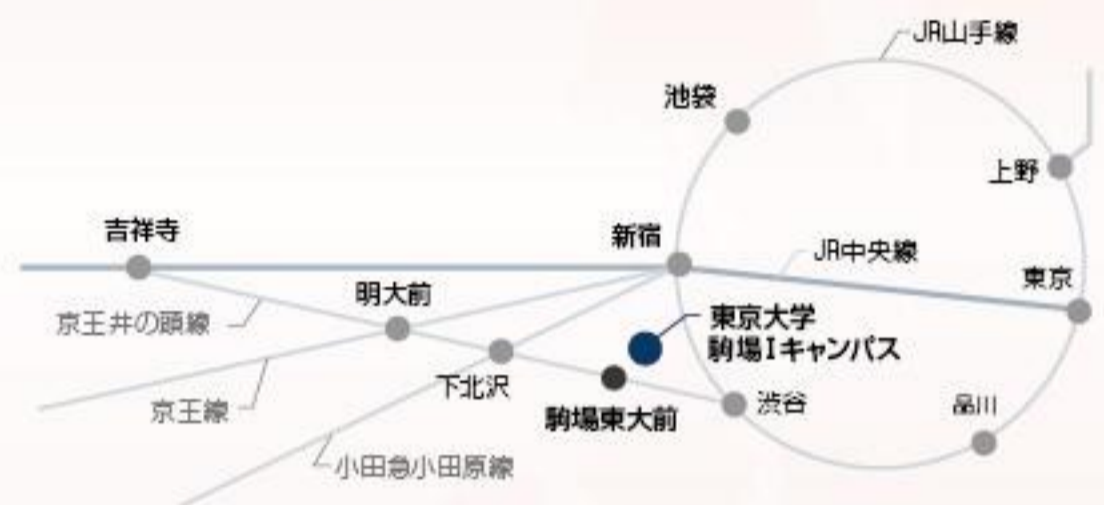 JR山手線
池袋
上野
吉祥寺
新宿
JR中央線
東京
明大前
京王井の頭線
東京大学
駒場Iキャンパス
下北沢
京王線
駒場東大前
渋谷
品川
小田急小田原線